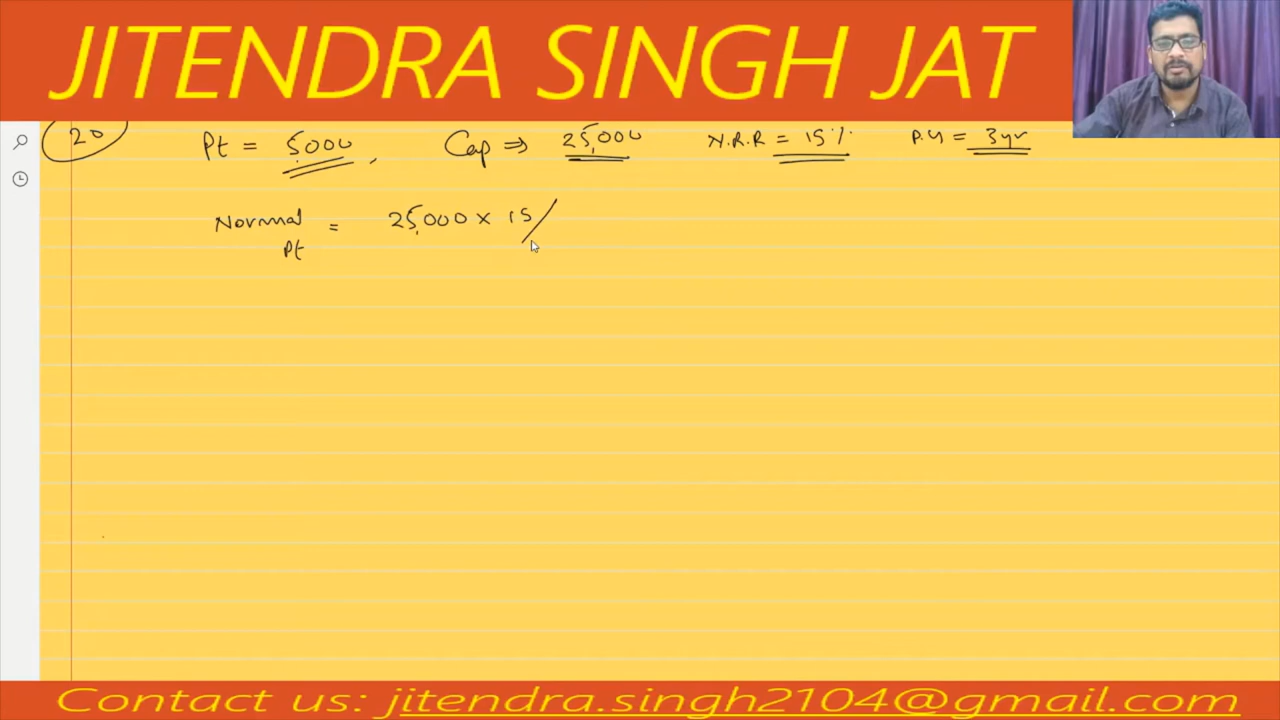 JITENDRA SINGH JAT
20 Pt = 5000, Cap ⇒ 25,000 N.R.R = 15% P.Y = 3yr
Normal Pt = 25,000 x 15/
Contact us: jitendra.singh2104@gmail.com